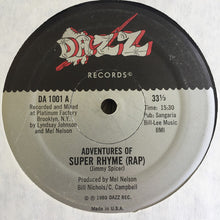 DAZZ
RECORDS©
DA 1001 A
Recorded and Mixed
at Platinum Factory
Brooklyn, N.Y.,
by Lyndsay Johnson
and Mel Nelson
33⅓
Time: 15:30
Pub: Sangaria
Bill-Lee Music
BMI
ADVENTURES OF
SUPER RHYME (RAP)
(Jimmy Spicer)
Produced by Mel Nelson
Bill Nichols/C. Campbell
℗ 1980 DAZZ REC.
Made in U.S.A.